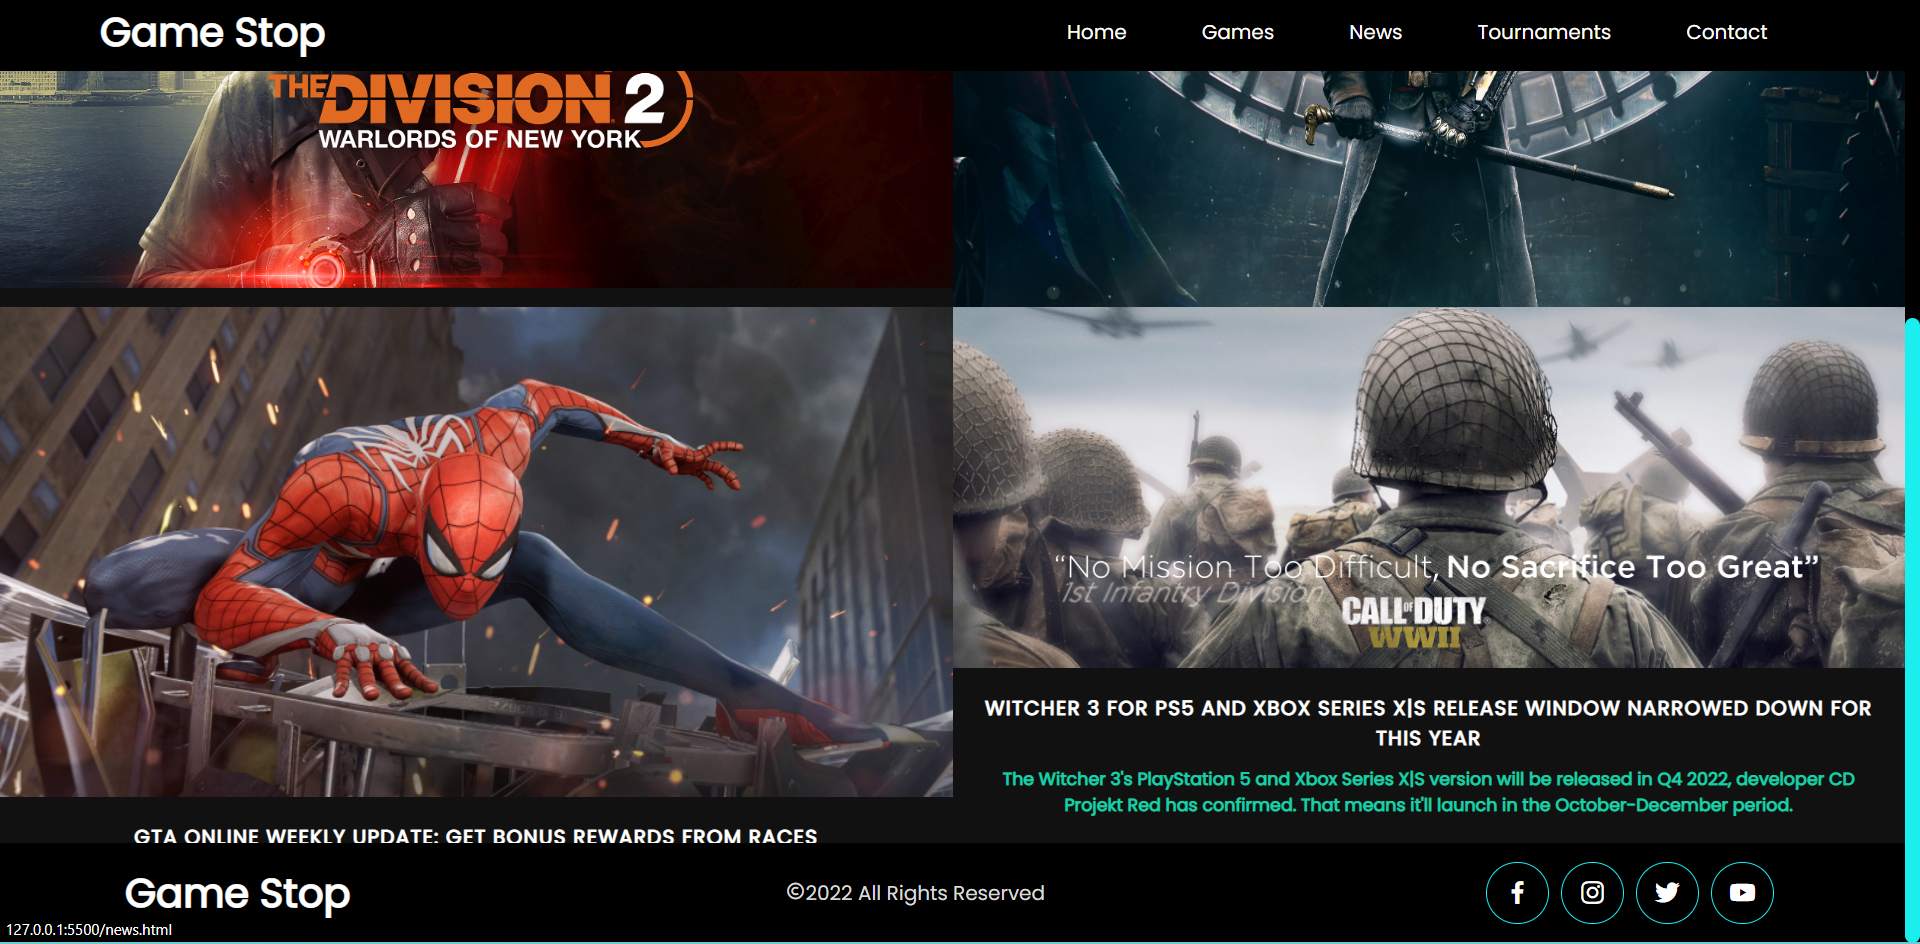 Game Stop
Home
Games
News
Tournaments
Contact
THE DIVISION 2
WARLORDS OF NEW YORK
“No Mission Too Difficult, No Sacrifice Too Great”
1st Infantry Division
CALL OF DUTY
WWII
WITCHER 3 FOR PS5 AND XBOX SERIES X|S RELEASE WINDOW NARROWED DOWN FOR
THIS YEAR
The Witcher 3's PlayStation 5 and Xbox Series X|S version will be released in Q4 2022, developer CD
Projekt Red has confirmed. That means it'll launch in the October-December period.
GTA ONLINE WEEKLY UPDATE: GET BONUS REWARDS FROM RACES
Game Stop
©2022 All Rights Reserved
127.0.0.1:5500/news.html